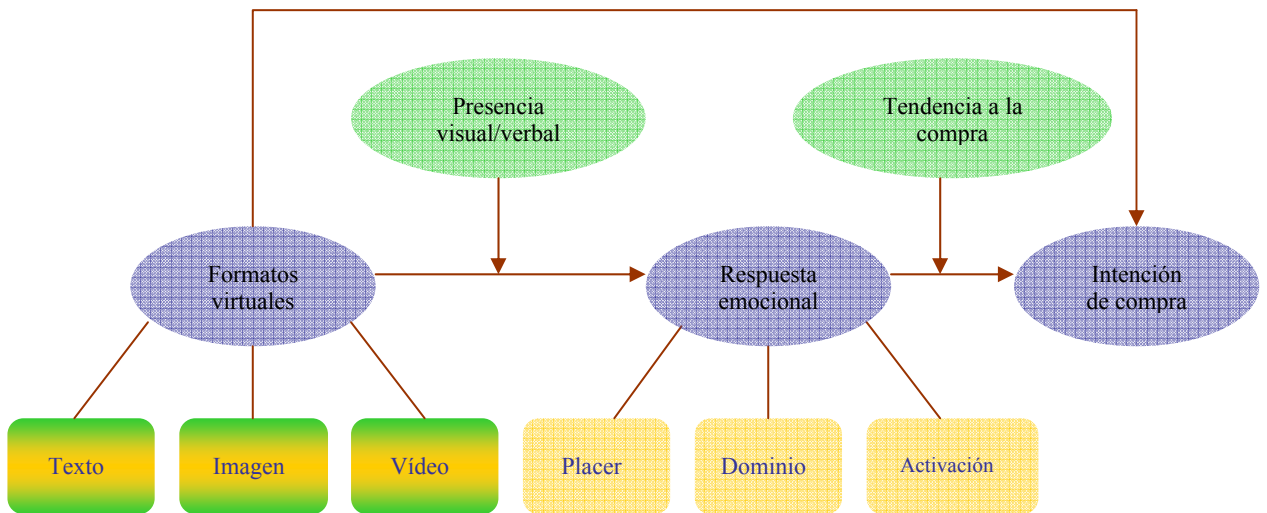 Presencia
visual/verbal
Tendencia a la
compra
Formatos
virtuales
Respuesta
emocional
Intención
de compra
Texto
Imagen
Vídeo
Placer
Dominio
Activación